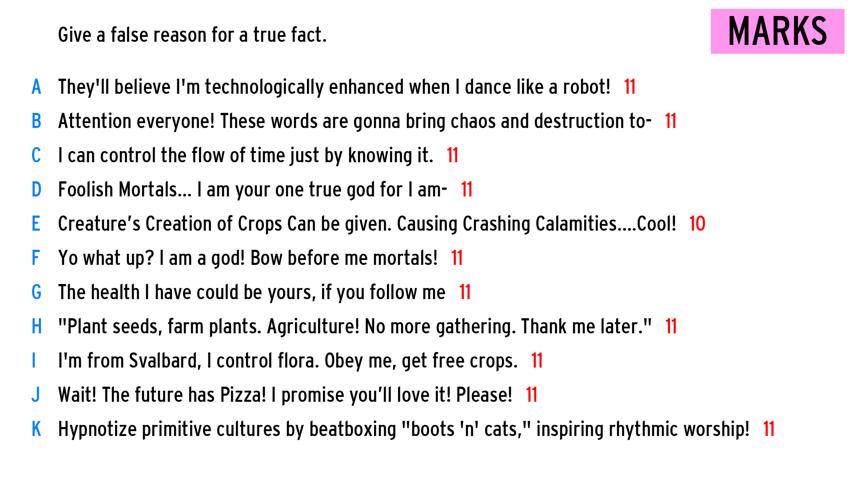 Give a false reason for a true fact.
MARKS
A They'll believe I'm technologically enhanced when I dance like a robot! 11
B Attention everyone! These words are gonna bring chaos and destruction to- 11
C I can control the flow of time just by knowing it. 11
D Foolish Mortals... I am your one true god for I am- 11
E Creature's Creation of Crops Can be given. Causing Crashing Calamities....Cool! 10
F Yo what up? I am a god! Bow before me mortals! 11
G The health I have could be yours, if you follow me 11
H "Plant seeds, farm plants. Agriculture! No more gathering. Thank me later." 11
I I'm from Svalbard, I control flora. Obey me, get free crops. 11
J Wait! The future has Pizza! I promise you'll love it! Please! 11
K Hypnotize primitive cultures by beatboxing "boots 'n' cats," inspiring rhythmic worship! 11